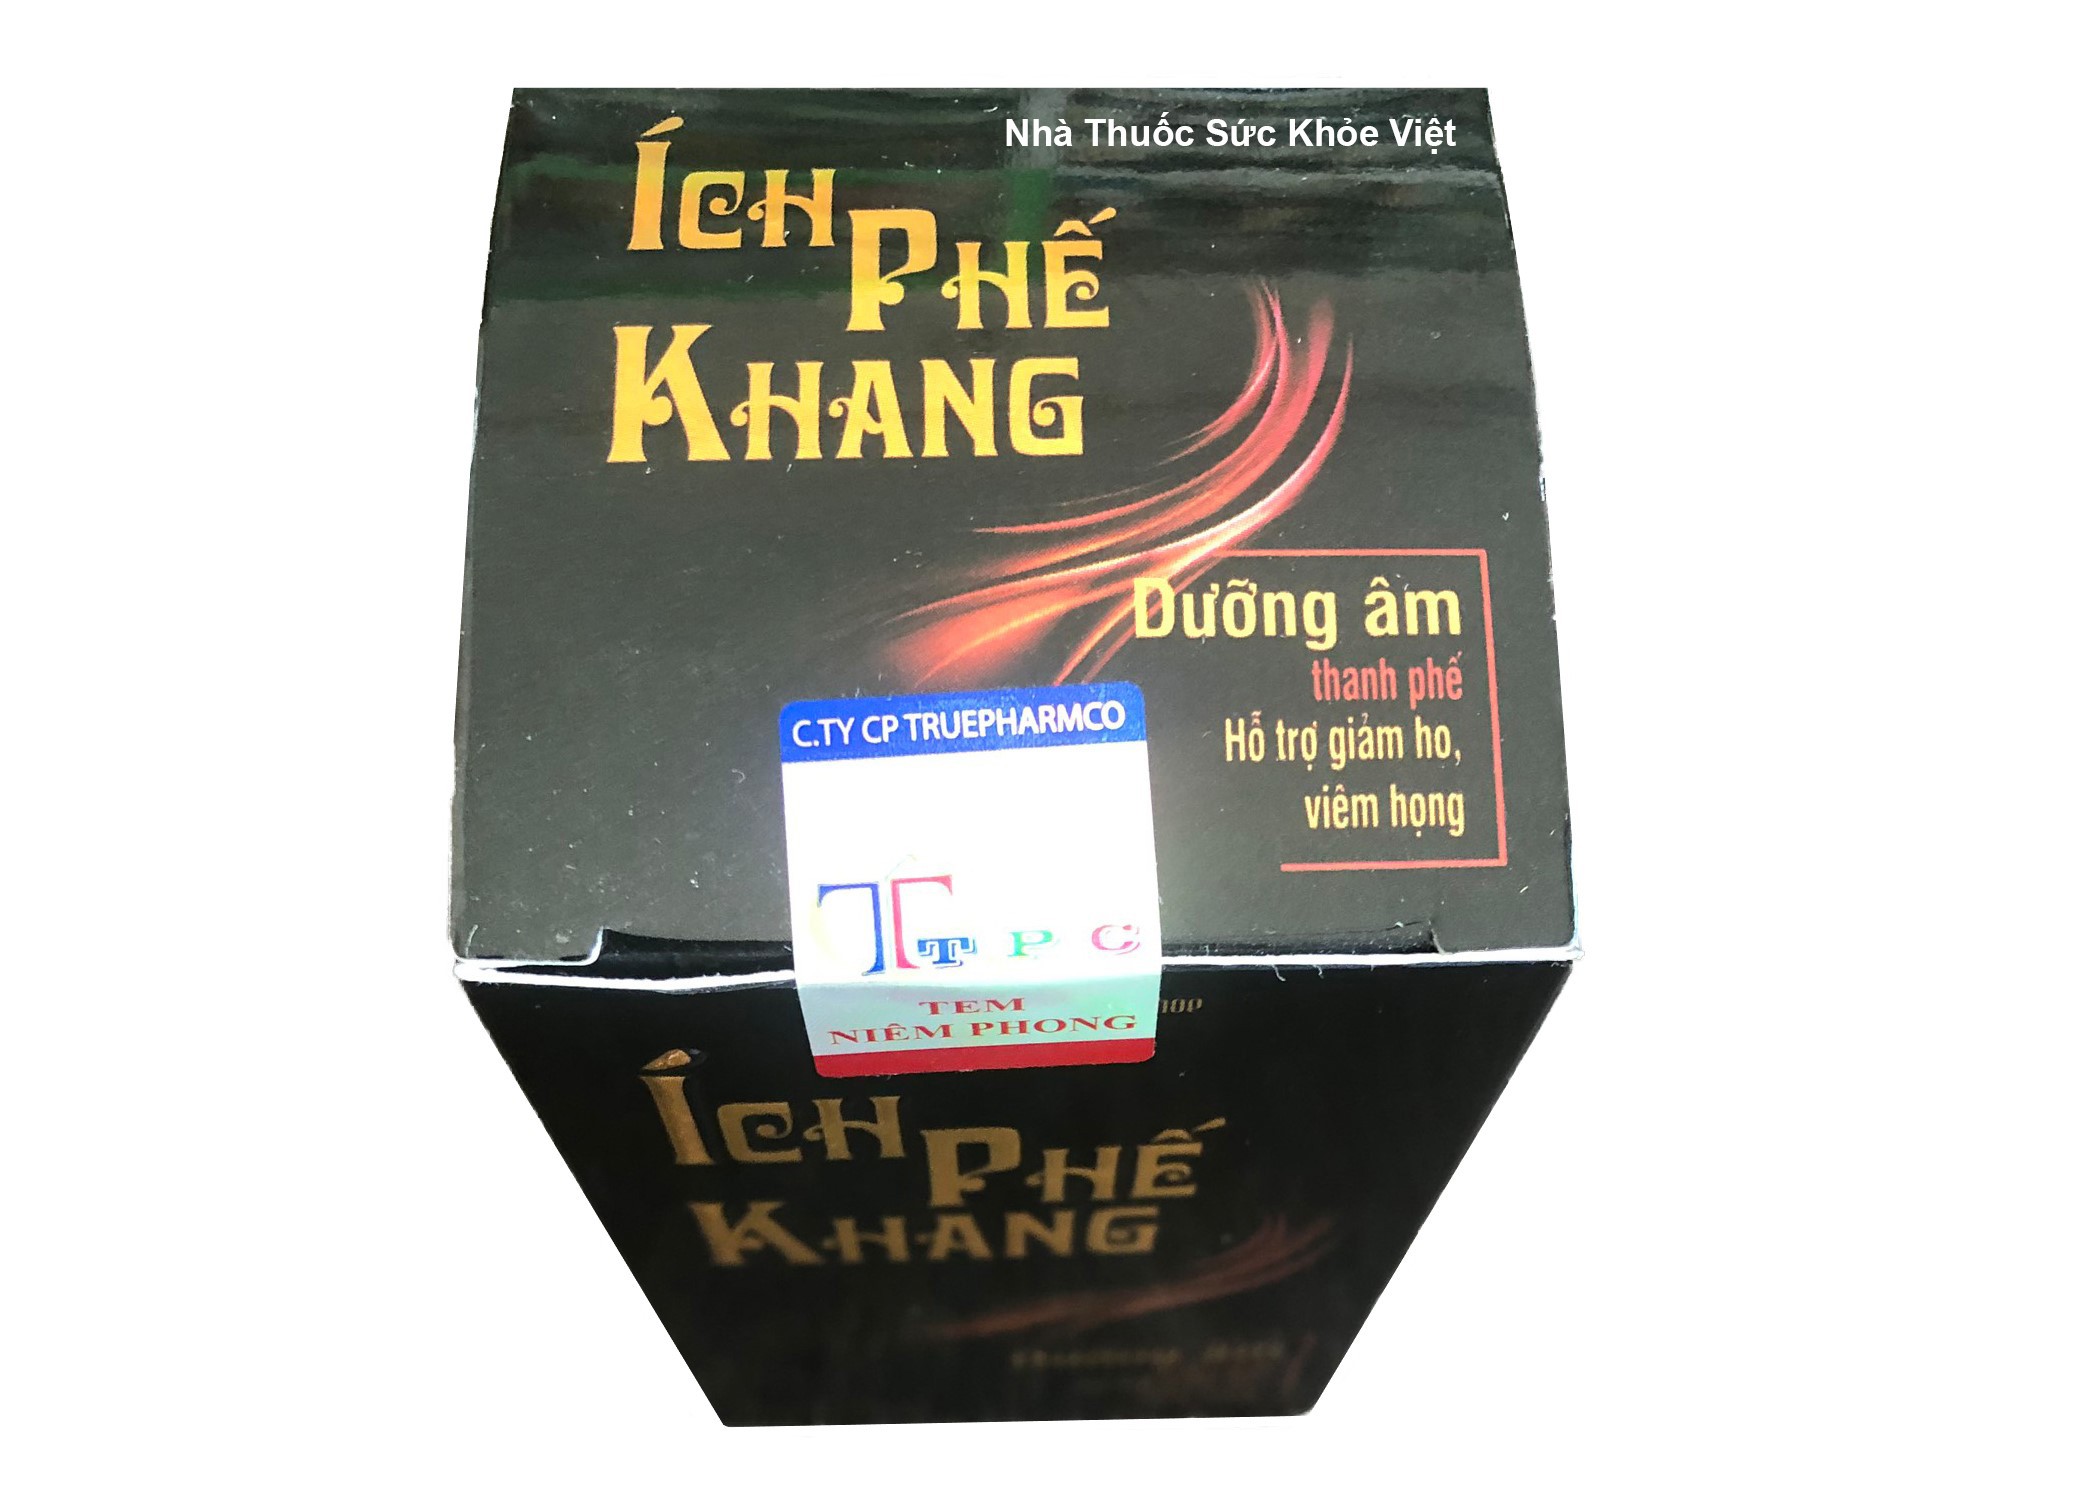 Nhà Thuốc Sức Khỏe Việt
ÍCH
PHẾ
KHANG
Dưỡng âm
thanh phế
Hỗ trợ giảm ho,
viêm họng
C.TY CP TRUEPHARMCO
TPC
TEM
NIÊM PHONG
ÍCH
PHẾ
KHANG